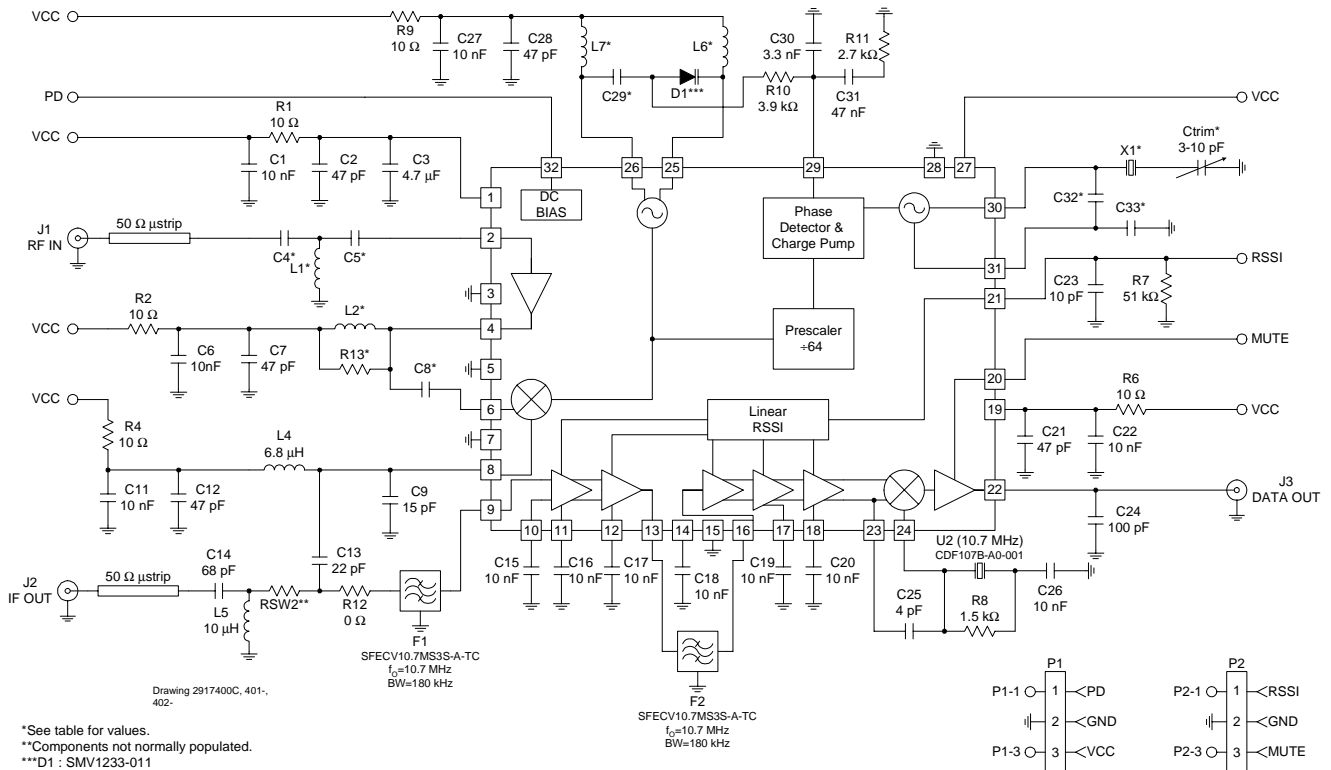 VCC
R9
10 Ω
C27
10 nF
C28
47 pF
L7*
L6*
C29*
D1***
C30
3.3 nF
R11
2.7 kΩ
R10
3.9 kΩ
C31
47 nF
PD
VCC
R1
10 Ω
VCC
C1
10 nF
C2
47 pF
C3
4.7 µF
32
26
25
29
28
27
DC
BIAS
X1*
Ctrim*
3-10 pF
1
30
C32*
C33*
Phase
Detector &
Charge Pump
J1
RF IN
50 Ω µstrip
C4*
L1*
C5*
2
31
RSSI
3
21
C23
10 pF
R7
51 kΩ
VCC
R2
10 Ω
L2*
4
C6
10nF
C7
47 pF
R13*
C8*
5
Prescaler
÷64
MUTE
20
6
VCC
R4
10 Ω
7
Linear
RSSI
19
R6
10 Ω
VCC
C21
47 pF
C22
10 nF
L4
6.8 µH
8
C11
10 nF
C12
47 pF
C9
15 pF
9
22
J3
DATA OUT
C24
100 pF
10
11
12
13
14
15
16
17
18
23
24
U2 (10.7 MHz)
CDF107B-A0-001
C15
10 nF
C16
10 nF
C17
10 nF
C18
10 nF
C19
10 nF
C20
10 nF
C25
4 pF
R8
1.5 kΩ
C26
10 nF
J2
IF OUT
50 Ω µstrip
C14
68 pF
L5
10 µH
RSW2**
C13
22 pF
R12
0 Ω
F1
SFECV10.7MS3S-A-TC
fO=10.7 MHz
BW=180 kHz
F2
SFECV10.7MS3S-A-TC
fO=10.7 MHz
BW=180 kHz
P1
P1-1
1
PD
2
GND
P1-3
3
VCC
P2
P2-1
1
RSSI
2
GND
P2-3
3
MUTE
Drawing 2917400C, 401-,
402-
*See table for values.
**Components not normally populated.
***D1 : SMV1233-011